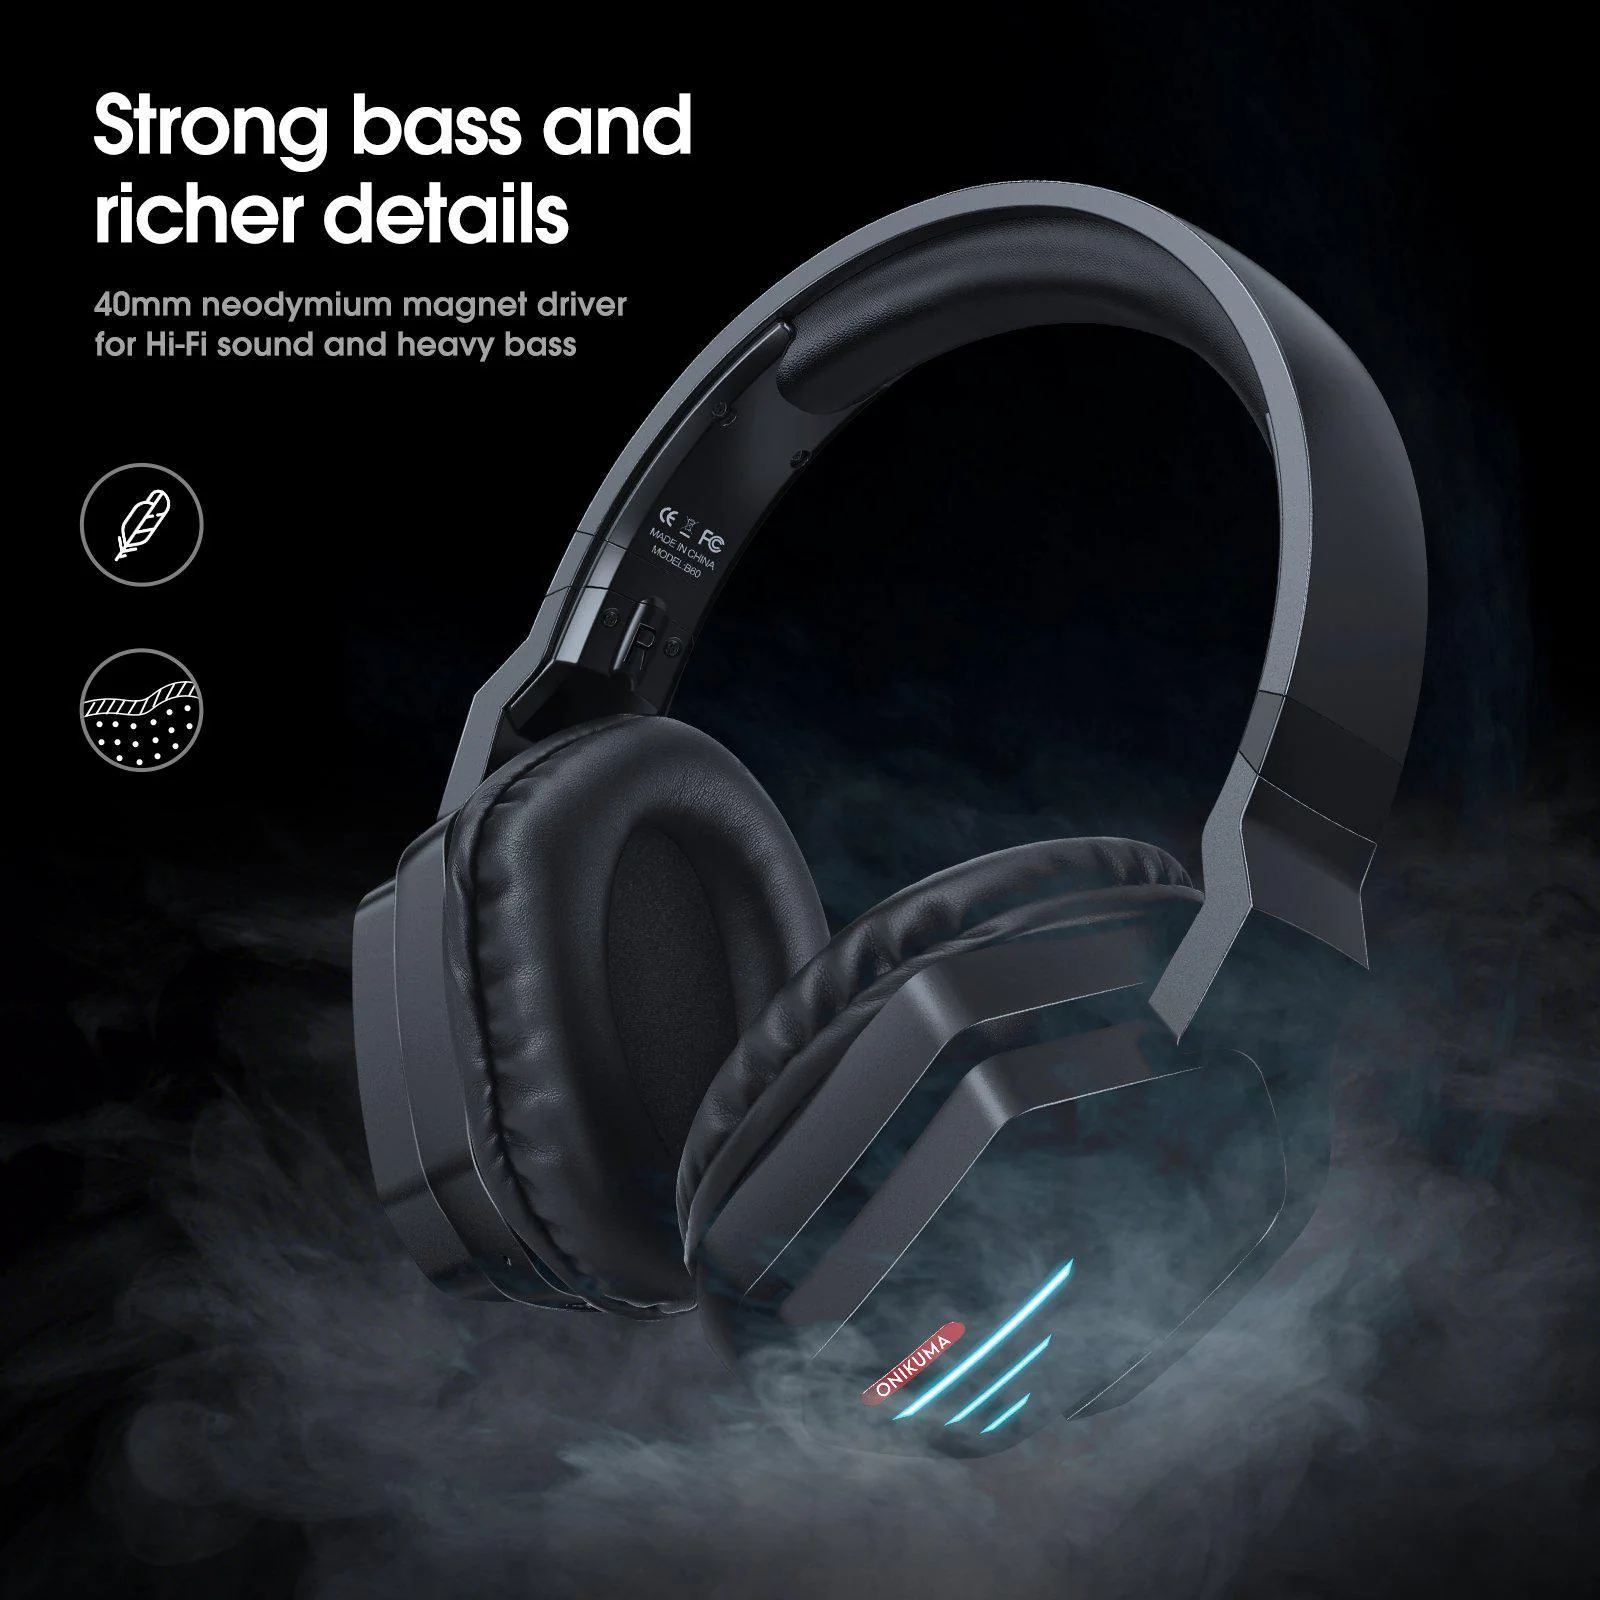 Strong bass and
richer details
40mm neodymium magnet driver
for Hi-Fi sound and heavy bass
CE FC
MADE IN CHINA
MODEL:B60
R
ONIKUMA